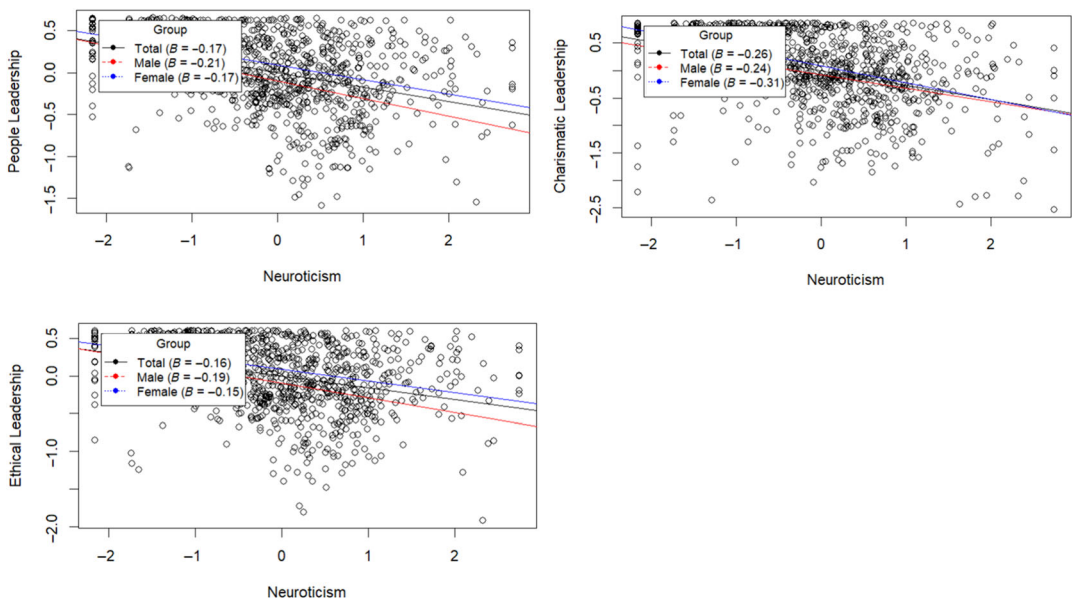 People Leadership
0.5
0.0
−0.5
−1.0
−1.5
Group
Total (B = −0.17)
Male (B = −0.21)
Female (B = −0.17)
−2
−1
0
1
2
Neuroticism
Charismatic Leadership
0.5
−0.5
−1.5
−2.5
Group
Total (B = −0.26)
Male (B = −0.24)
Female (B = −0.31)
−2
−1
0
1
2
Neuroticism
Ethical Leadership
0.5
0.0
−1.0
−2.0
Group
Total (B = −0.16)
Male (B = −0.19)
Female (B = −0.15)
−2
−1
0
1
2
Neuroticism